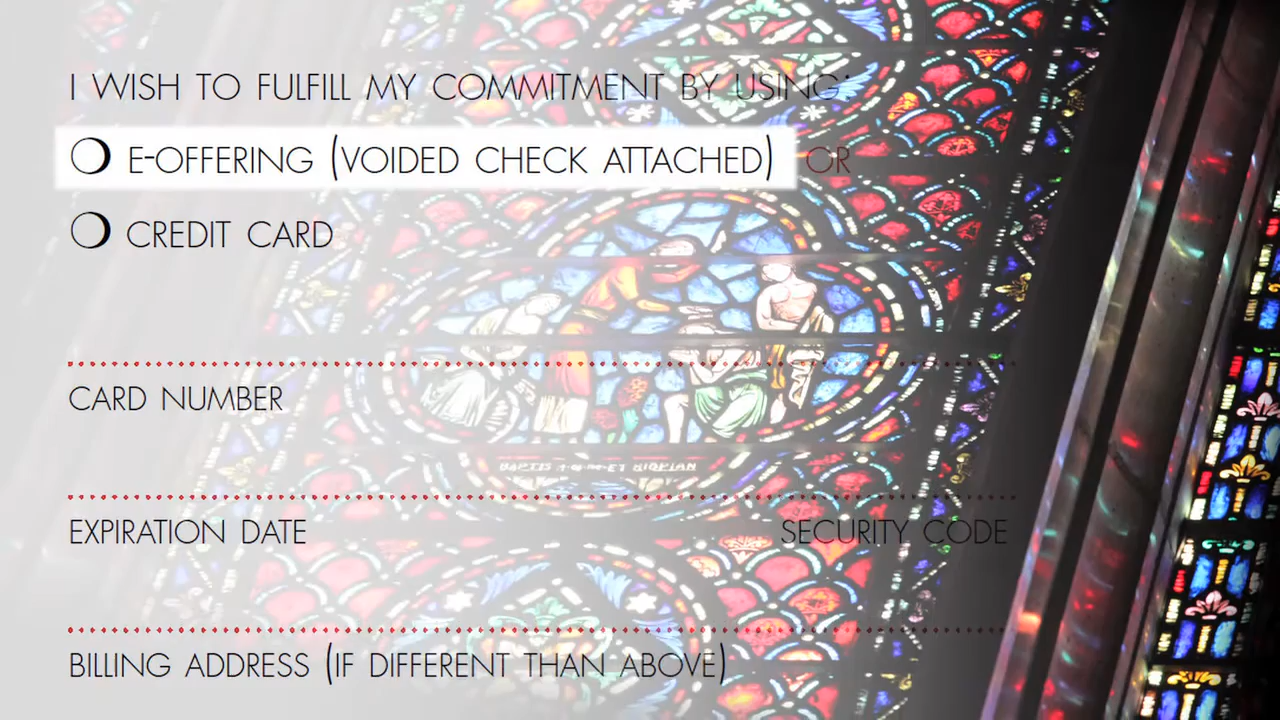 I WISH TO FULFILL MY COMMITMENT BY USING:
E-OFFERING (VOIDED CHECK ATTACHED) OR
CREDIT CARD
CARD NUMBER
EXPIRATION DATE SECURITY CODE
BILLING ADDRESS (IF DIFFERENT THAN ABOVE)